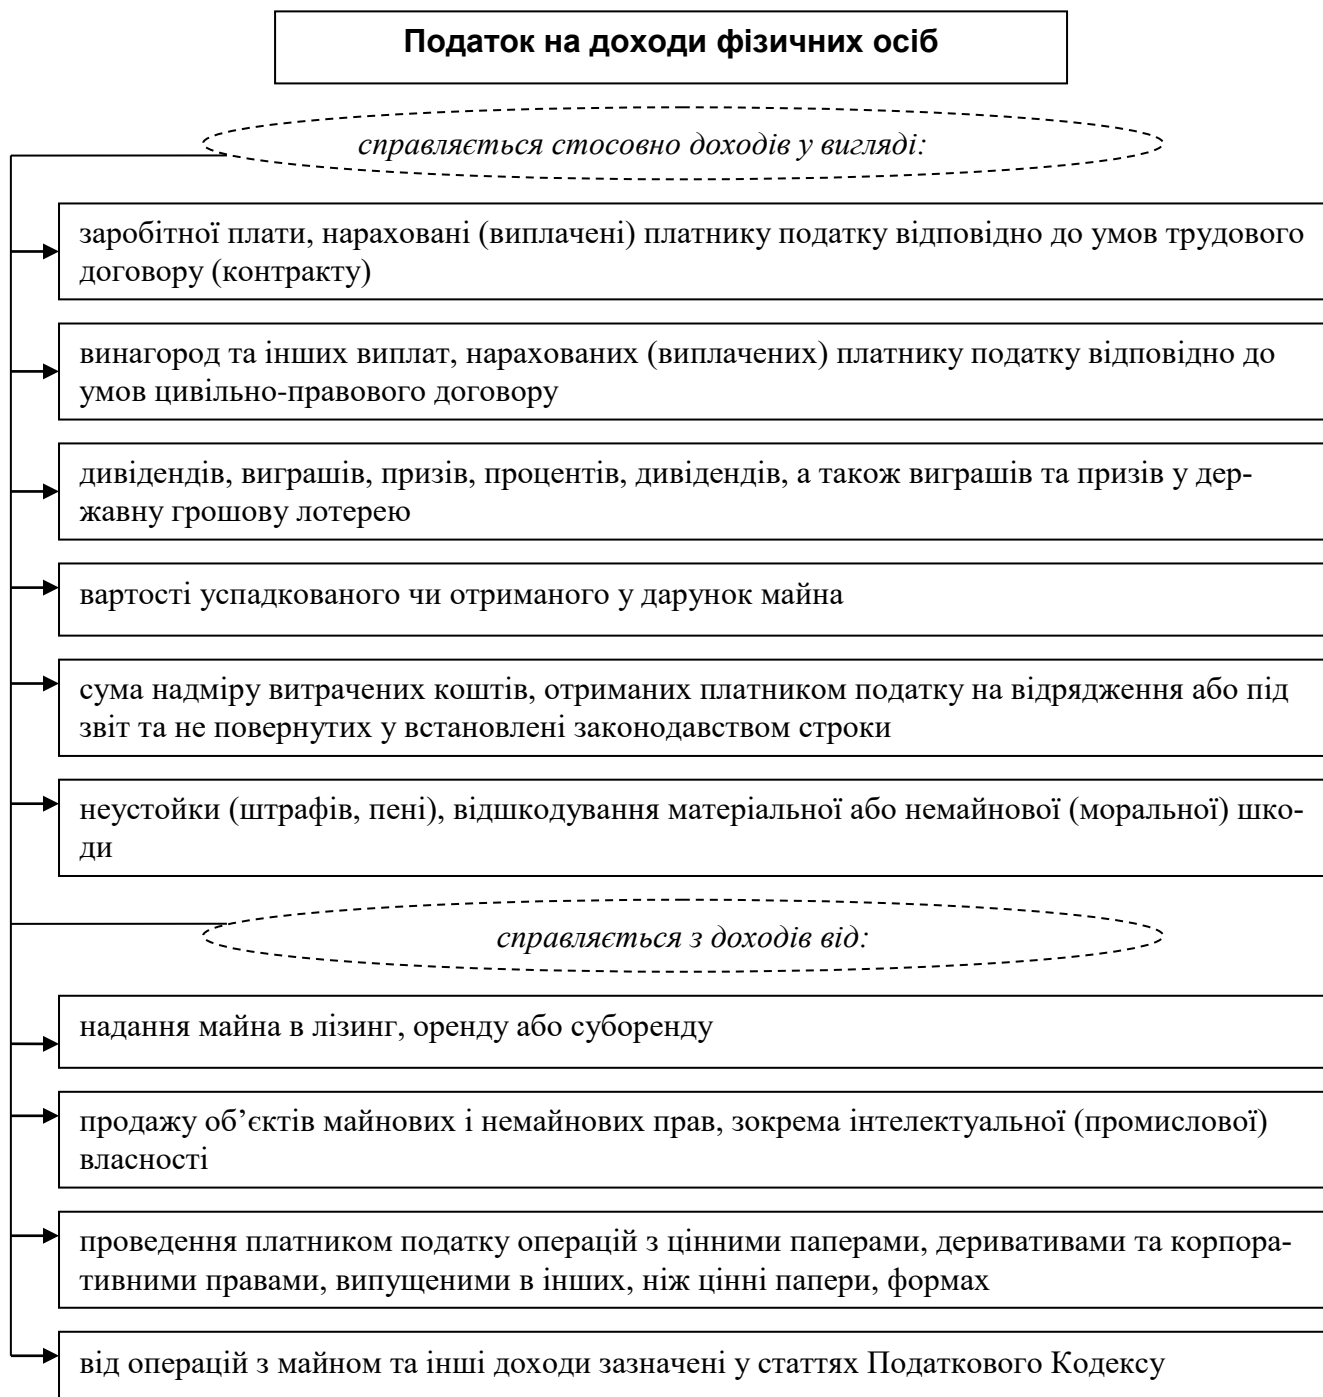 Податок на доходи фізичних осіб
справляється стосовно доходів у вигляді:
заробітної плати, нараховані (виплачені) платнику податку відповідно до умов трудового
договору (контракту)
винагород та інших виплат, нарахованих (виплачених) платнику податку відповідно до
умов цивільно-правового договору
дивідендів, виграшів, призів, процентів, дивідендів, а також виграшів та призів у дер-
жавну грошову лотерею
вартості успадкованого чи отриманого у дарунок майна
сума надміру витрачених коштів, отриманих платником податку на відрядження або під
звіт та не повернутих у встановлені законодавством строки
неустойки (штрафів, пені), відшкодування матеріальної або немайнової (моральної) шко-
ди
справляється з доходів від:
надання майна в лізинг, оренду або суборенду
продажу об’єктів майнових і немайнових прав, зокрема інтелектуальної (промислової)
власності
проведення платником податку операцій з цінними паперами, деривативами та корпора-
тивними правами, випущеними в інших, ніж цінні папери, формах
від операцій з майном та інші доходи зазначені у статтях Податкового Кодексу